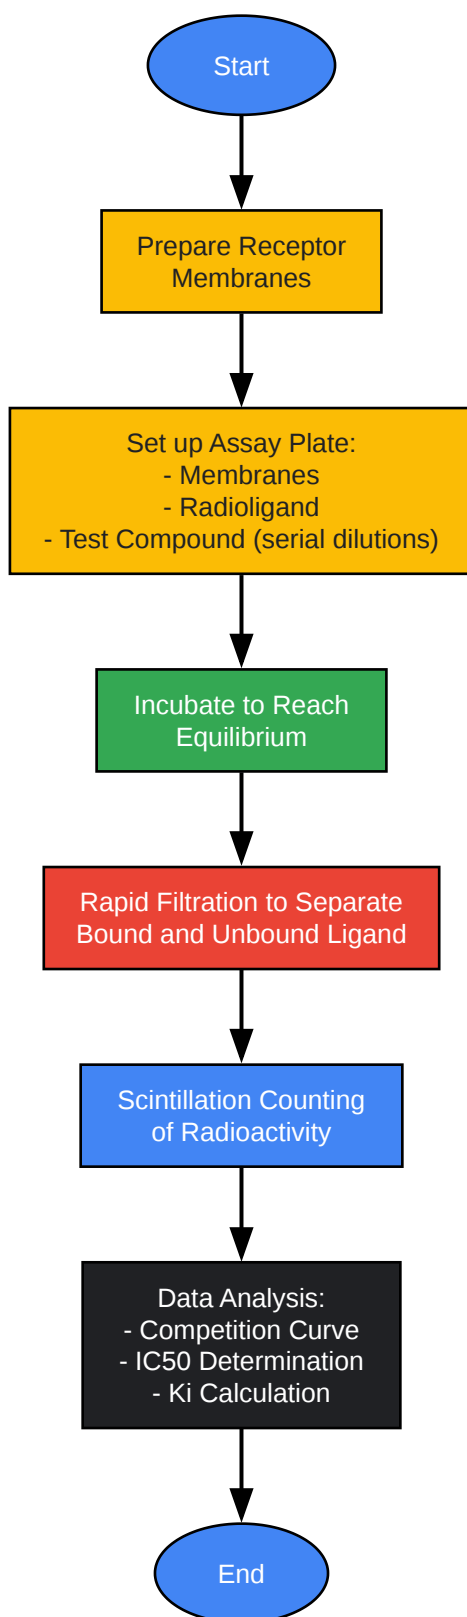 Start
Prepare Receptor
Membranes
Set up Assay Plate:
- Membranes
- Radioligand
- Test Compound (serial dilutions)
Incubate to Reach
Equilibrium
Rapid Filtration to Separate
Bound and Unbound Ligand
Scintillation Counting
of Radioactivity
Data Analysis:
- Competition Curve
- IC50 Determination
- Ki Calculation
End